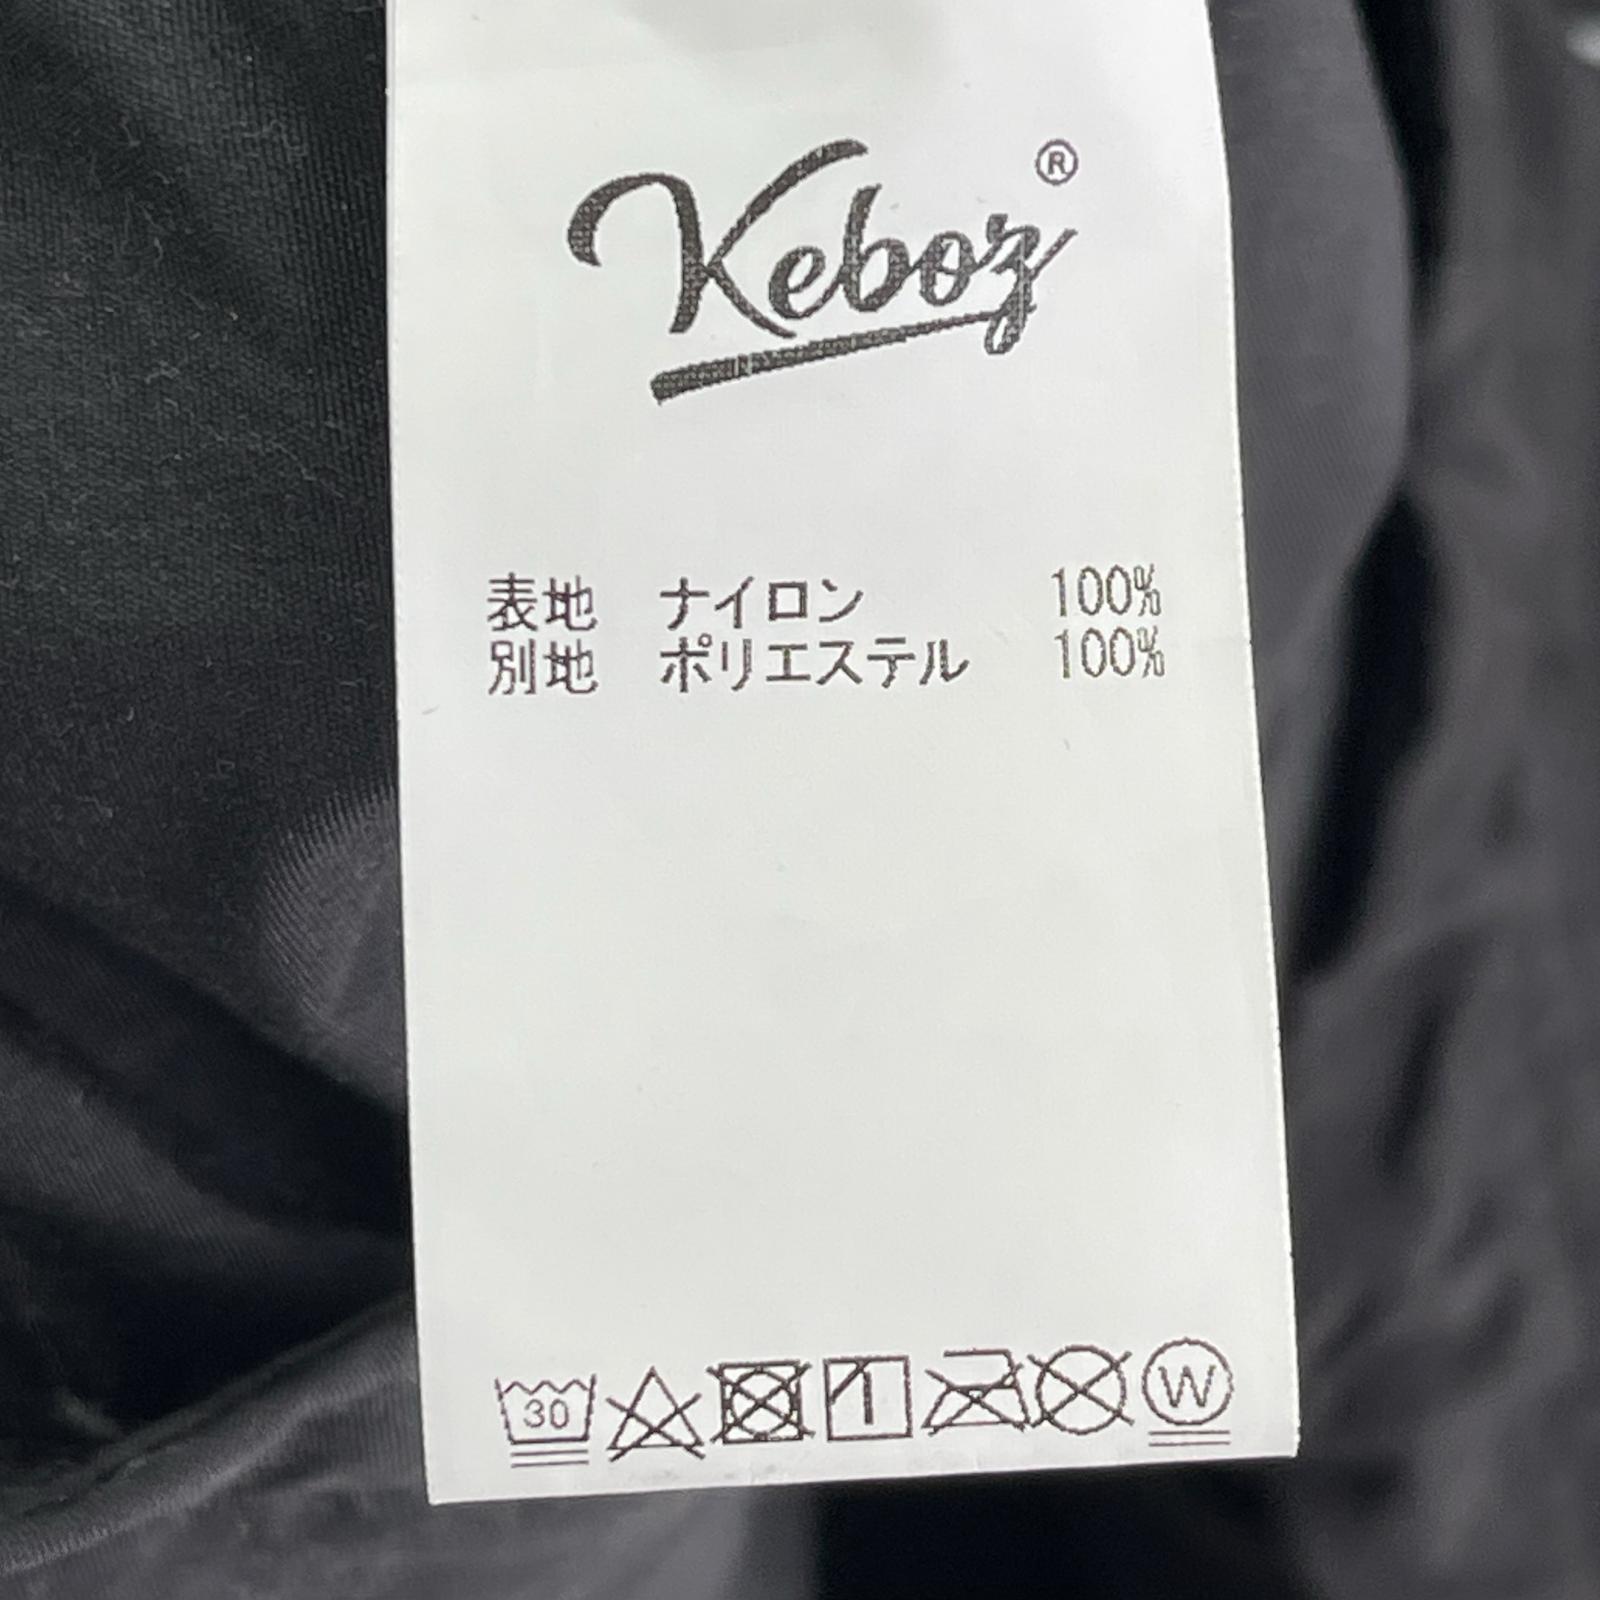 Keboz®
表地 ナイロン 100%
別地 ポリエステル 100%
30 W